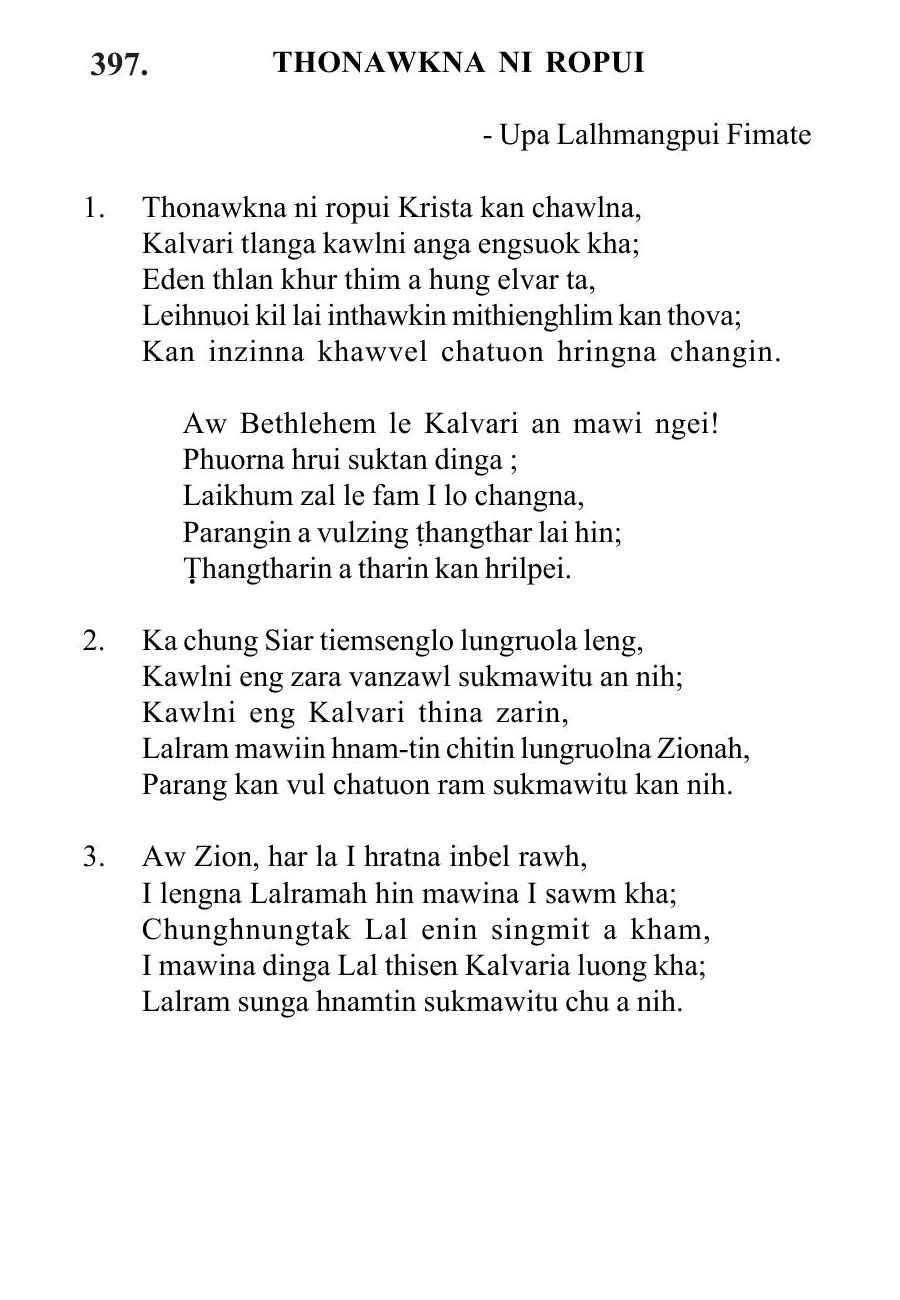 397. THONAWKNA NI ROPUI
- Upa Lalhmangpui Fimate
1. Thonawkna ni ropui Krista kan chawlna,
Kalvari tlanga kawlni anga engsuok kha;
Eden thlan khur thim a hung elvar ta,
Leihnuoi kil lai inthawkin mithienghlim kan thova;
Kan inzinna khawvel chatuon hringna changin.
Aw Bethlehem le Kalvari an mawi ngei!
Phuorna hrui suktan dinga ;
Laikhum zal le fam I lo changna,
Parangin a vulzing ṭhangthar lai hin;
Ṭhangtharin a tharin kan hrilpei.
2. Ka chung Siar tiemsenglo lungruola leng,
Kawlni eng zara vanzawl sukmawitu an nih;
Kawlni eng Kalvari thina zarin,
Lalram mawiin hnam-tin chitin lungruolna Zionah,
Parang kan vul chatuon ram sukmawitu kan nih.
3. Aw Zion, har la I hratna inbel rawh,
I lengna Lalramah hin mawina I sawm kha;
Chunghnungtak Lal enin singmit a kham,
I mawina dinga Lal thisen Kalvaria luong kha;
Lalram sunga hnamtin sukmawitu chu a nih.